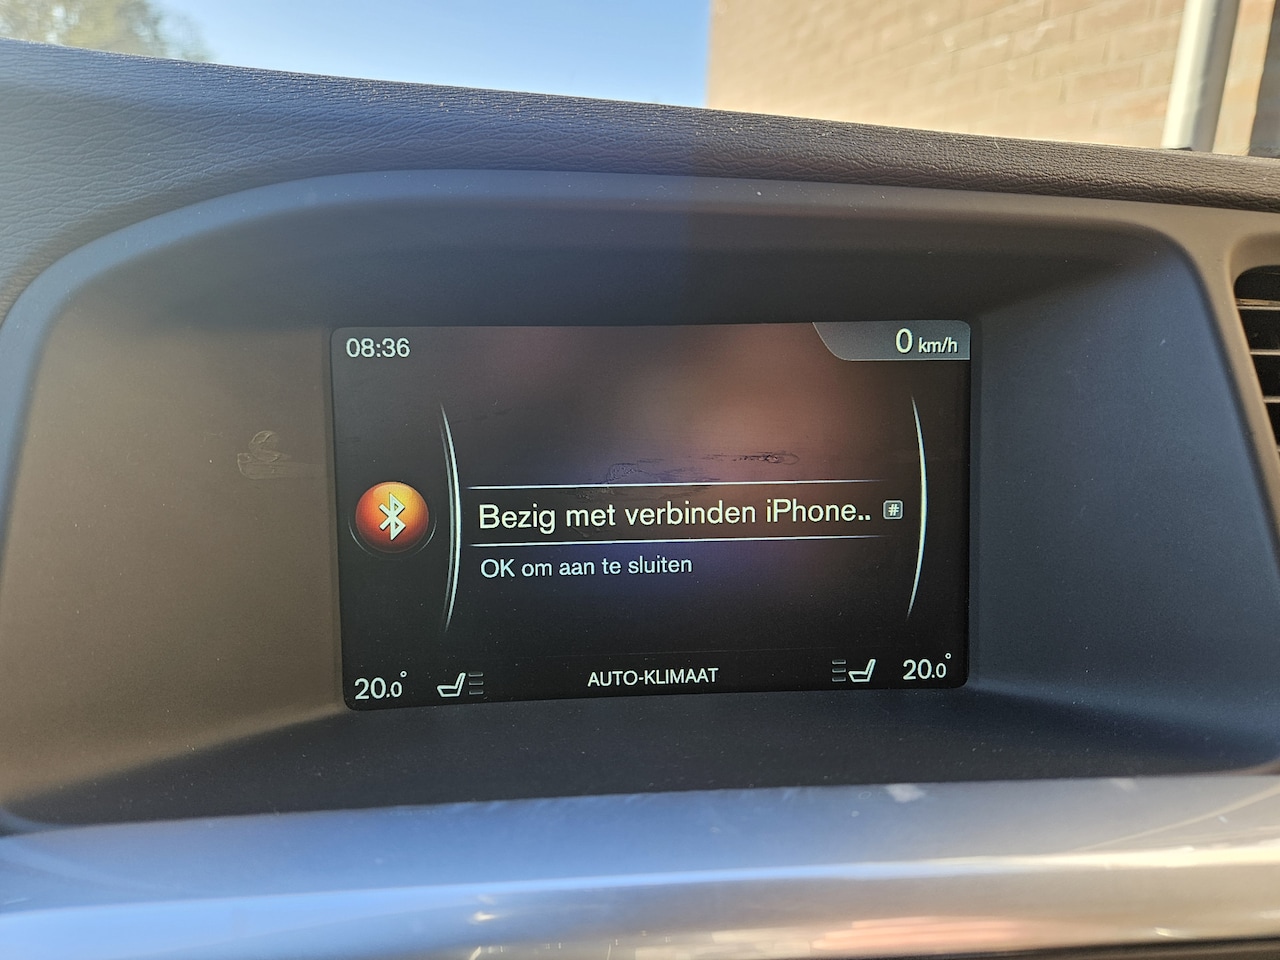 08:36
0 km/h
Bezig met verbinden iPhone.. #
OK om aan te sluiten
20.0°
AUTO-KLIMAAT
20.0°